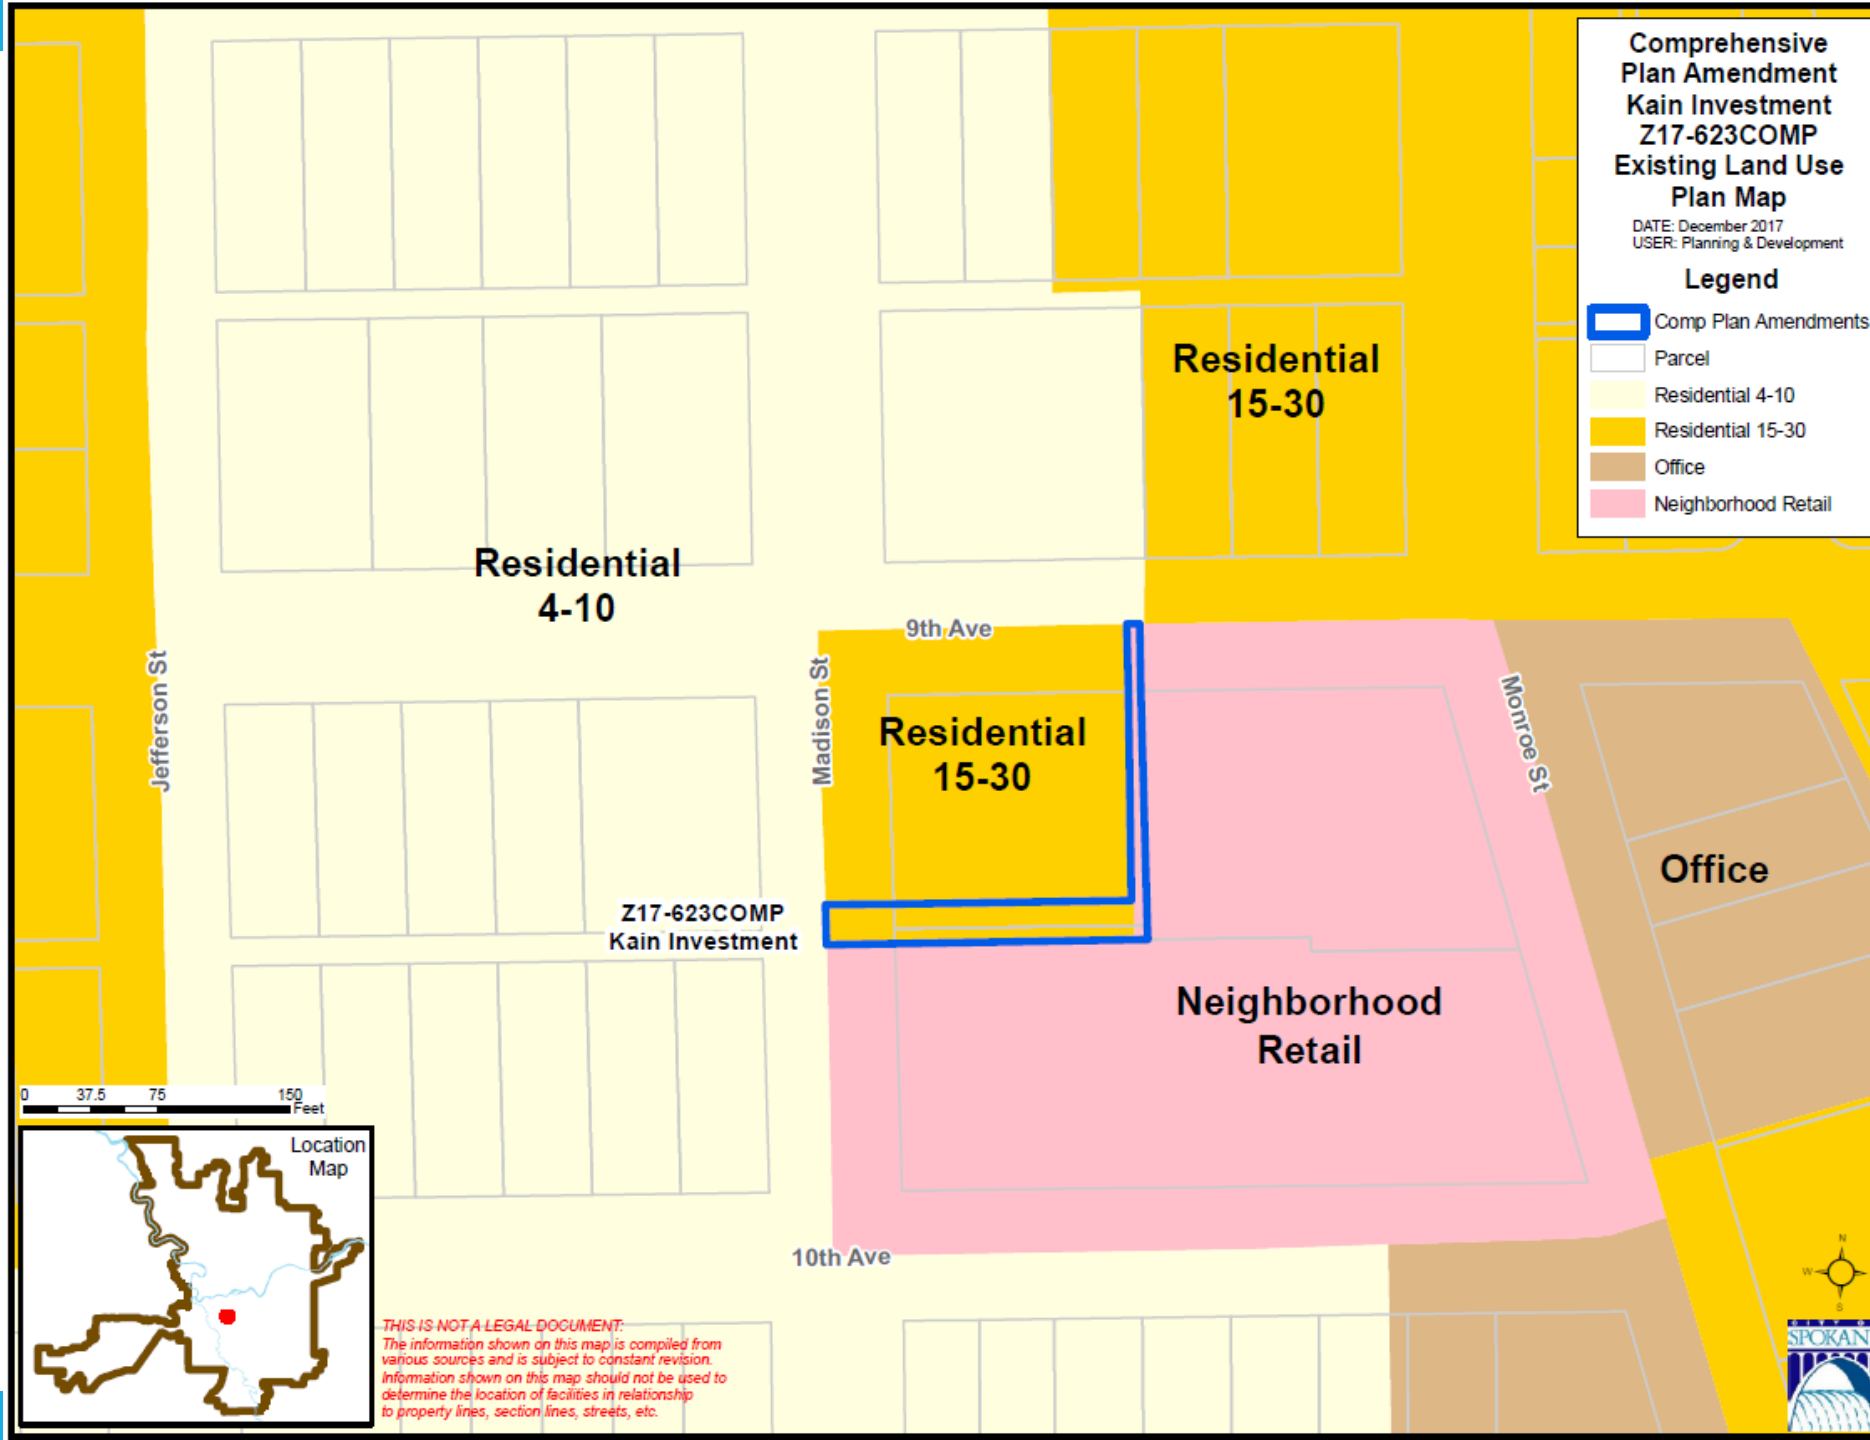 Comprehensive
Plan Amendment
Kain Investment
Z17-623COMP
Existing Land Use
Plan Map
DATE: December 2017
USER: Planning & Development
Legend
Comp Plan Amendments
Parcel
Residential 4-10
Residential 15-30
Office
Neighborhood Retail
Residential
15-30
Residential
4-10
9th Ave
Jefferson St
Madison St
Monroe St
Residential
15-30
Office
Z17-623COMP
Kain Investment
Neighborhood
Retail
0 37.5 75 150
Feet
Location
Map
10th Ave
N
W
S
THIS IS NOT A LEGAL DOCUMENT:
The information shown on this map is compiled from
various sources and is subject to constant revision.
Information shown on this map should not be used to
determine the location of facilities in relationship
to property lines, section lines, streets, etc.
CITY O
SPOKAN